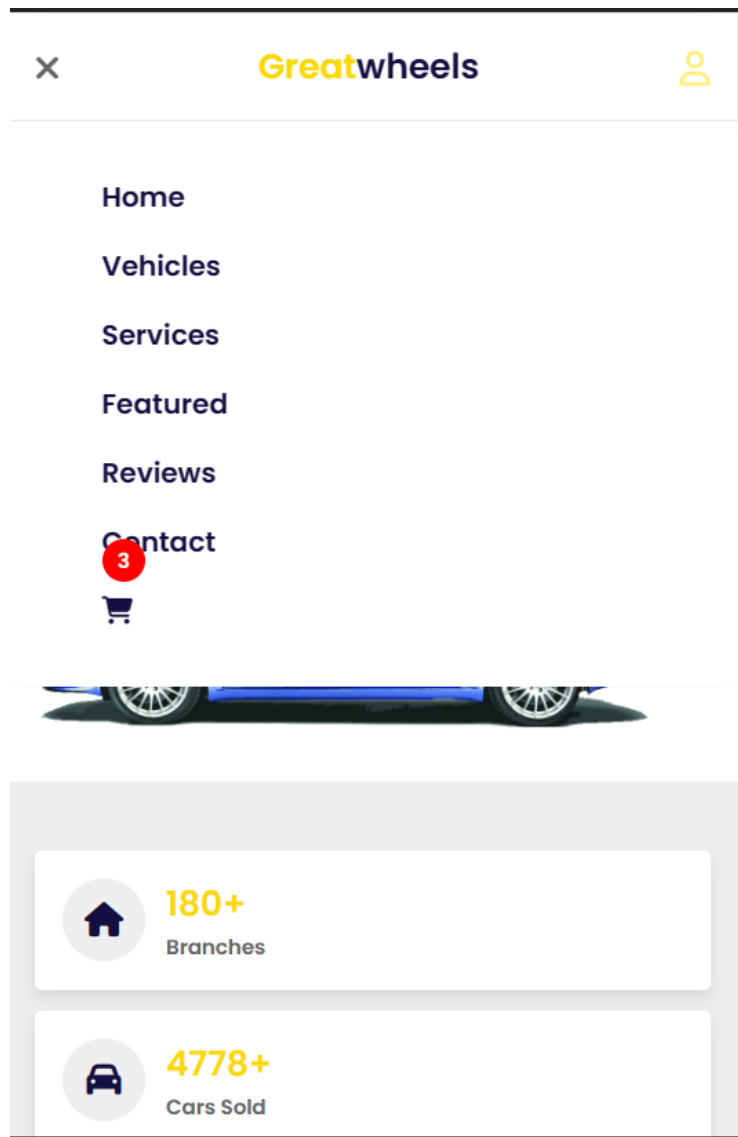 Greatwheels
Home
Vehicles
Services
Featured
Reviews
Contact
3
180+
Branches
4778+
Cars Sold